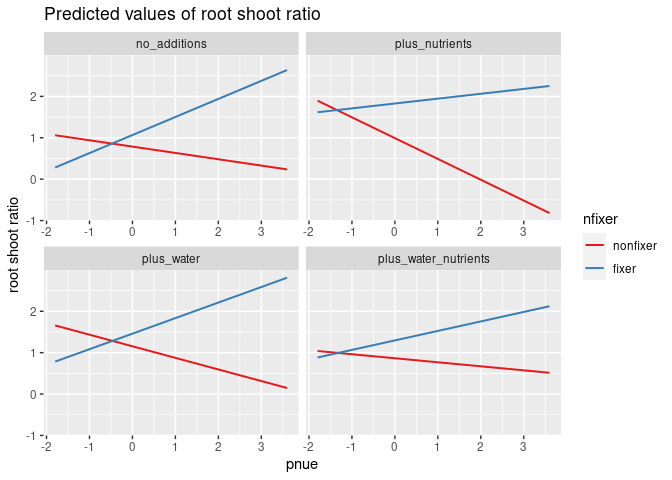 Predicted values of root shoot ratio
no_additions
plus_nutrients
2
1
0
-1
-2 -1 0 1 2 3
-2 -1 0 1 2 3
plus_water
plus_water_nutrients
2
1
0
-1
-2 -1 0 1 2 3
-2 -1 0 1 2 3
root shoot ratio
pnue
nfixer
nonfixer
fixer